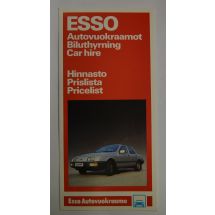 ESSO
Autovuokraamot
Biluthyrning
Car hire
Hinnasto
Prislista
Pricelist
Esso Autovuokraamo